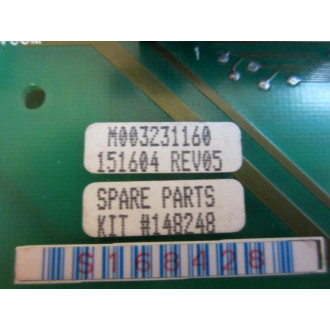 M003231160
151604 REV05
SPARE PARTS
KIT #148248
S168428